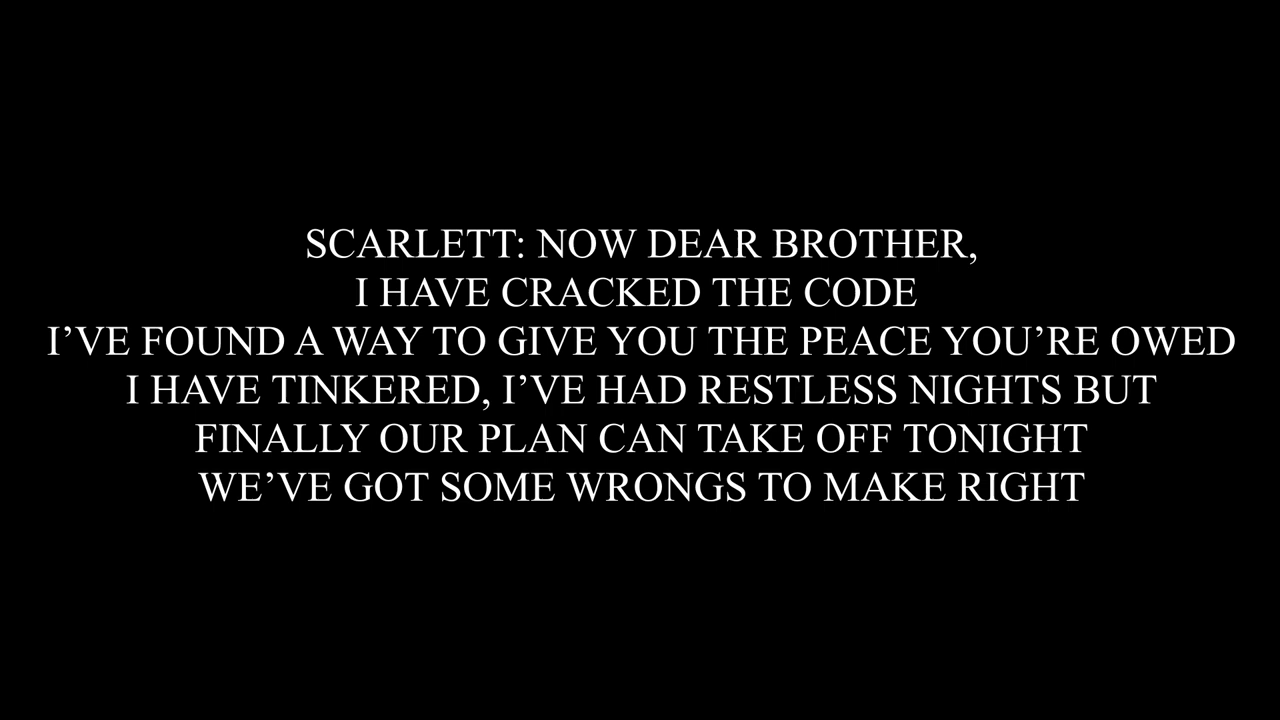 SCARLETT: NOW DEAR BROTHER,
I HAVE CRACKED THE CODE
I’VE FOUND A WAY TO GIVE YOU THE PEACE YOU’RE OWED
I HAVE TINKERED, I’VE HAD RESTLESS NIGHTS BUT
FINALLY OUR PLAN CAN TAKE OFF TONIGHT
WE’VE GOT SOME WRONGS TO MAKE RIGHT